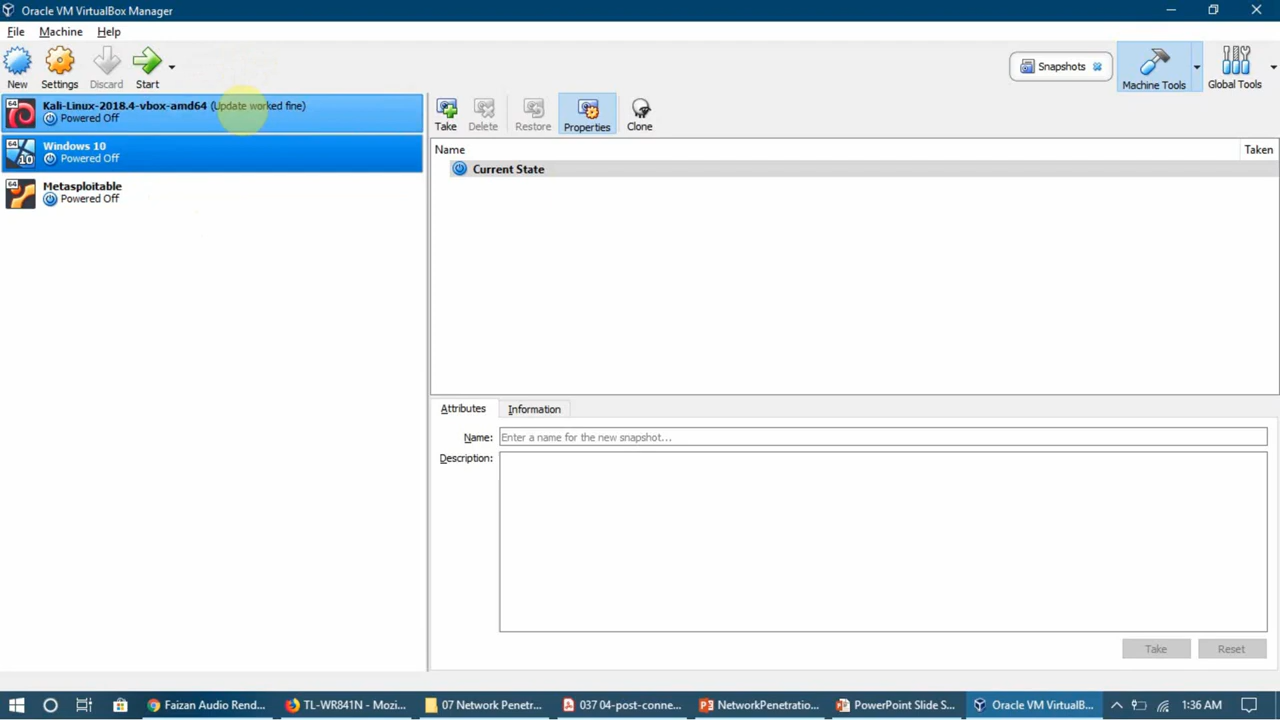 Oracle VM VirtualBox Manager
File Machine Help
New Settings Discard Start
Snapshots
Machine Tools Global Tools
64 Kali-Linux-2018.4-vbox-amd64 (Update worked fine)
Powered Off
64 10 Windows 10
Powered Off
64 Metasploitable
Powered Off
Take Delete Restore Properties Clone
Name Taken
Current State
Attributes Information
Name: Enter a name for the new snapshot...
Description:
Take Reset
Faizan Audio Rend... TL-WR841N - Mozi... 07 Network Penetr... 037 04-post-conne... NetworkPenetratio... PowerPoint Slide S... Oracle VM VirtualB... 1:36 AM